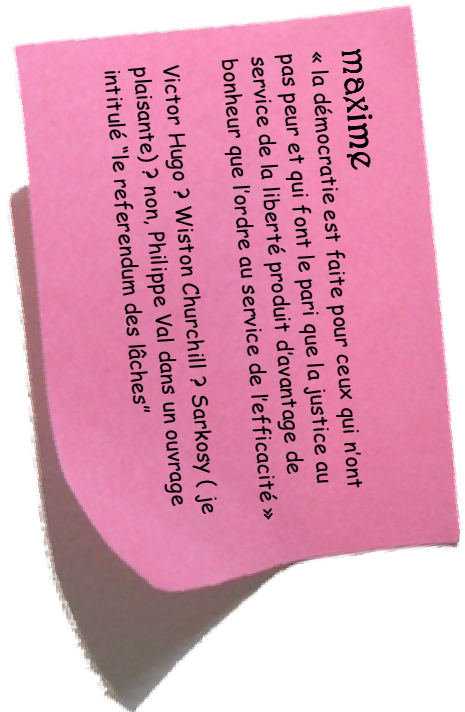 maxime
« la démocratie est faite pour ceux qui n'ont
pas peur et qui font le pari que la justice au
service de la liberté produit d'avantage de
bonheur que l'ordre au service de l'efficacité »
Victor Hugo ? Wiston Churchill ? Sarkosy ( je
plaisante) ? non, Philippe Val dans un ouvrage
intitulé "le referendum des lâches"